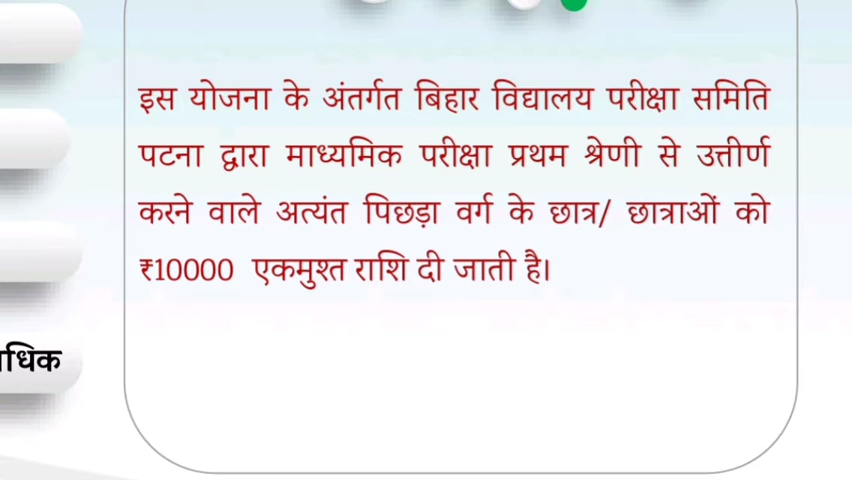 इस योजना के अंतर्गत बिहार विद्यालय परीक्षा समिति
पटना द्वारा माध्यमिक परीक्षा प्रथम श्रेणी से उत्तीर्ण
करने वाले अत्यंत पिछड़ा वर्ग के छात्र/ छात्राओं को
₹10000 एकमुश्त राशि दी जाती है।